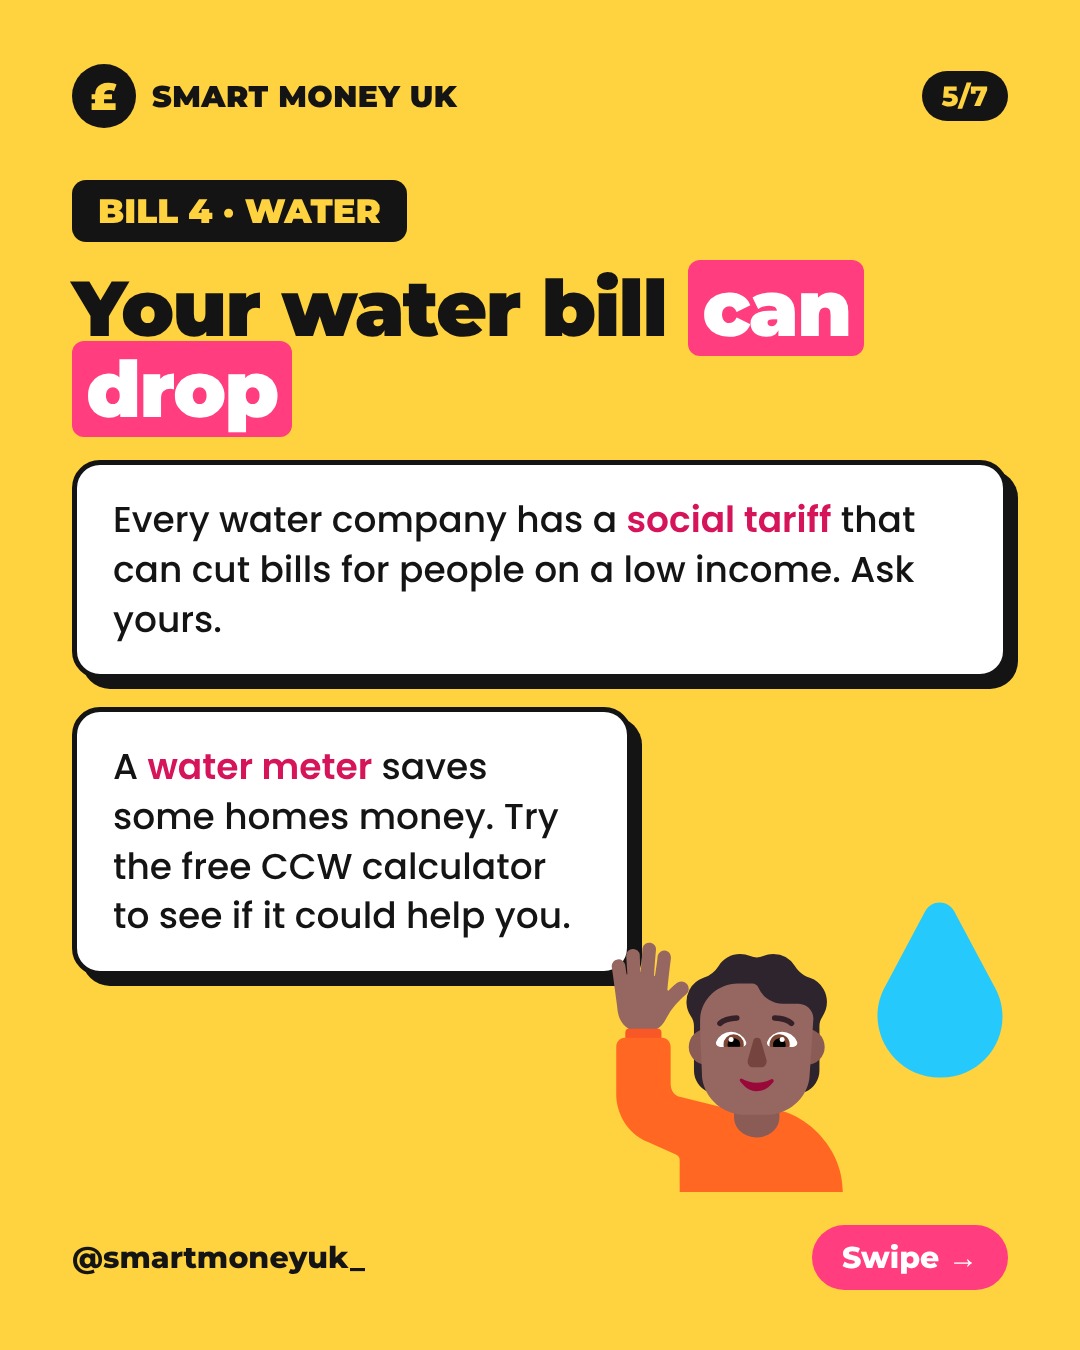 £ SMART MONEY UK
5/7
BILL 4 • WATER
Your water bill can
drop
Every water company has a social tariff that
can cut bills for people on a low income. Ask
yours.
A water meter saves
some homes money. Try
the free CCW calculator
to see if it could help you.
@smartmoneyuk_
Swipe →